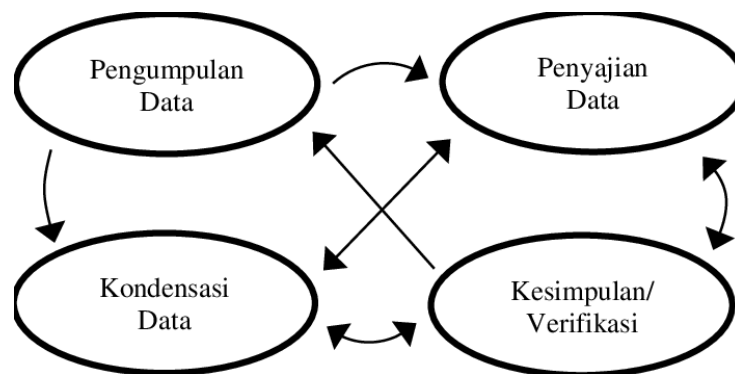 Pengumpulan
Data
Penyajian
Data
Kondensasi
Data
Kesimpulan/
Verifikasi